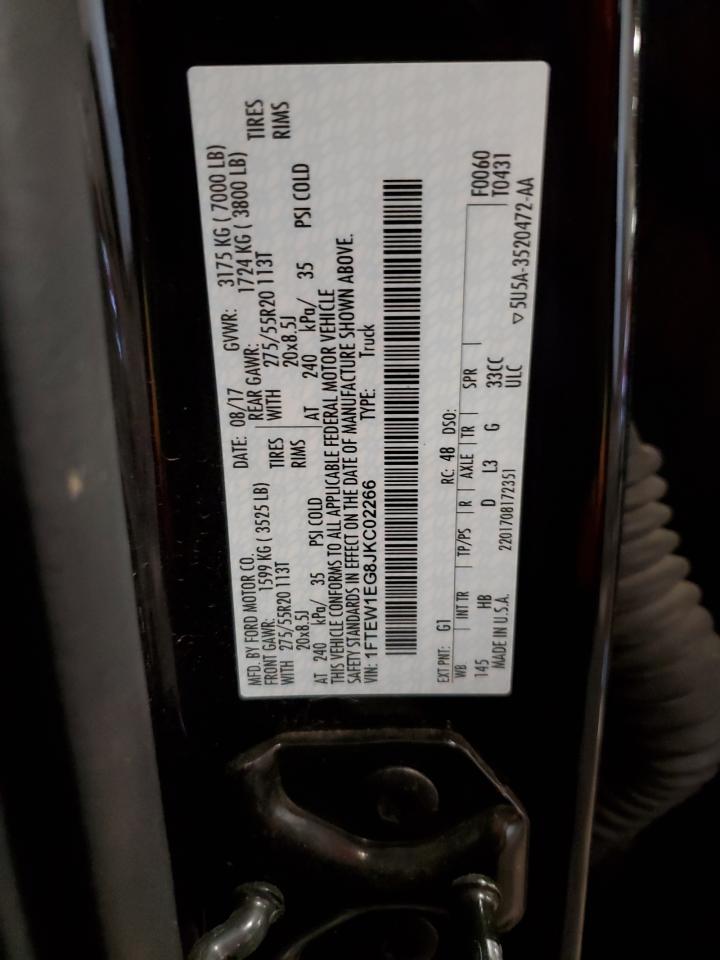 MFD. BY FORD MOTOR CO. DATE: 08/17 GVWR: 3175 KG ( 7000 LB)
FRONT GAWR: 1599 KG ( 3525 LB) REAR GAWR: 1724 KG ( 3800 LB)
WITH 275/55R20 113T TIRES WITH 275/55R20 113T TIRES
20x8.5J RIMS 20x8.5J RIMS
AT 240 kPa/ 35 PSI COLD AT 240 kPa/ 35 PSI COLD
THIS VEHICLE CONFORMS TO ALL APPLICABLE FEDERAL MOTOR VEHICLE
SAFETY STANDARDS IN EFFECT ON THE DATE OF MANUFACTURE SHOWN ABOVE.
VIN: 1FTEW1EG8JKC02266 TYPE: Truck
EXT PNT: G1 RC: 48 DSO: F0060
WB INT TR TP/PS R AXLE TR SPR T0431
145 HB D L3 G 33CC
MADE IN U.S.A. 2201708172351 ULC
▽5U5A-3520472-AA